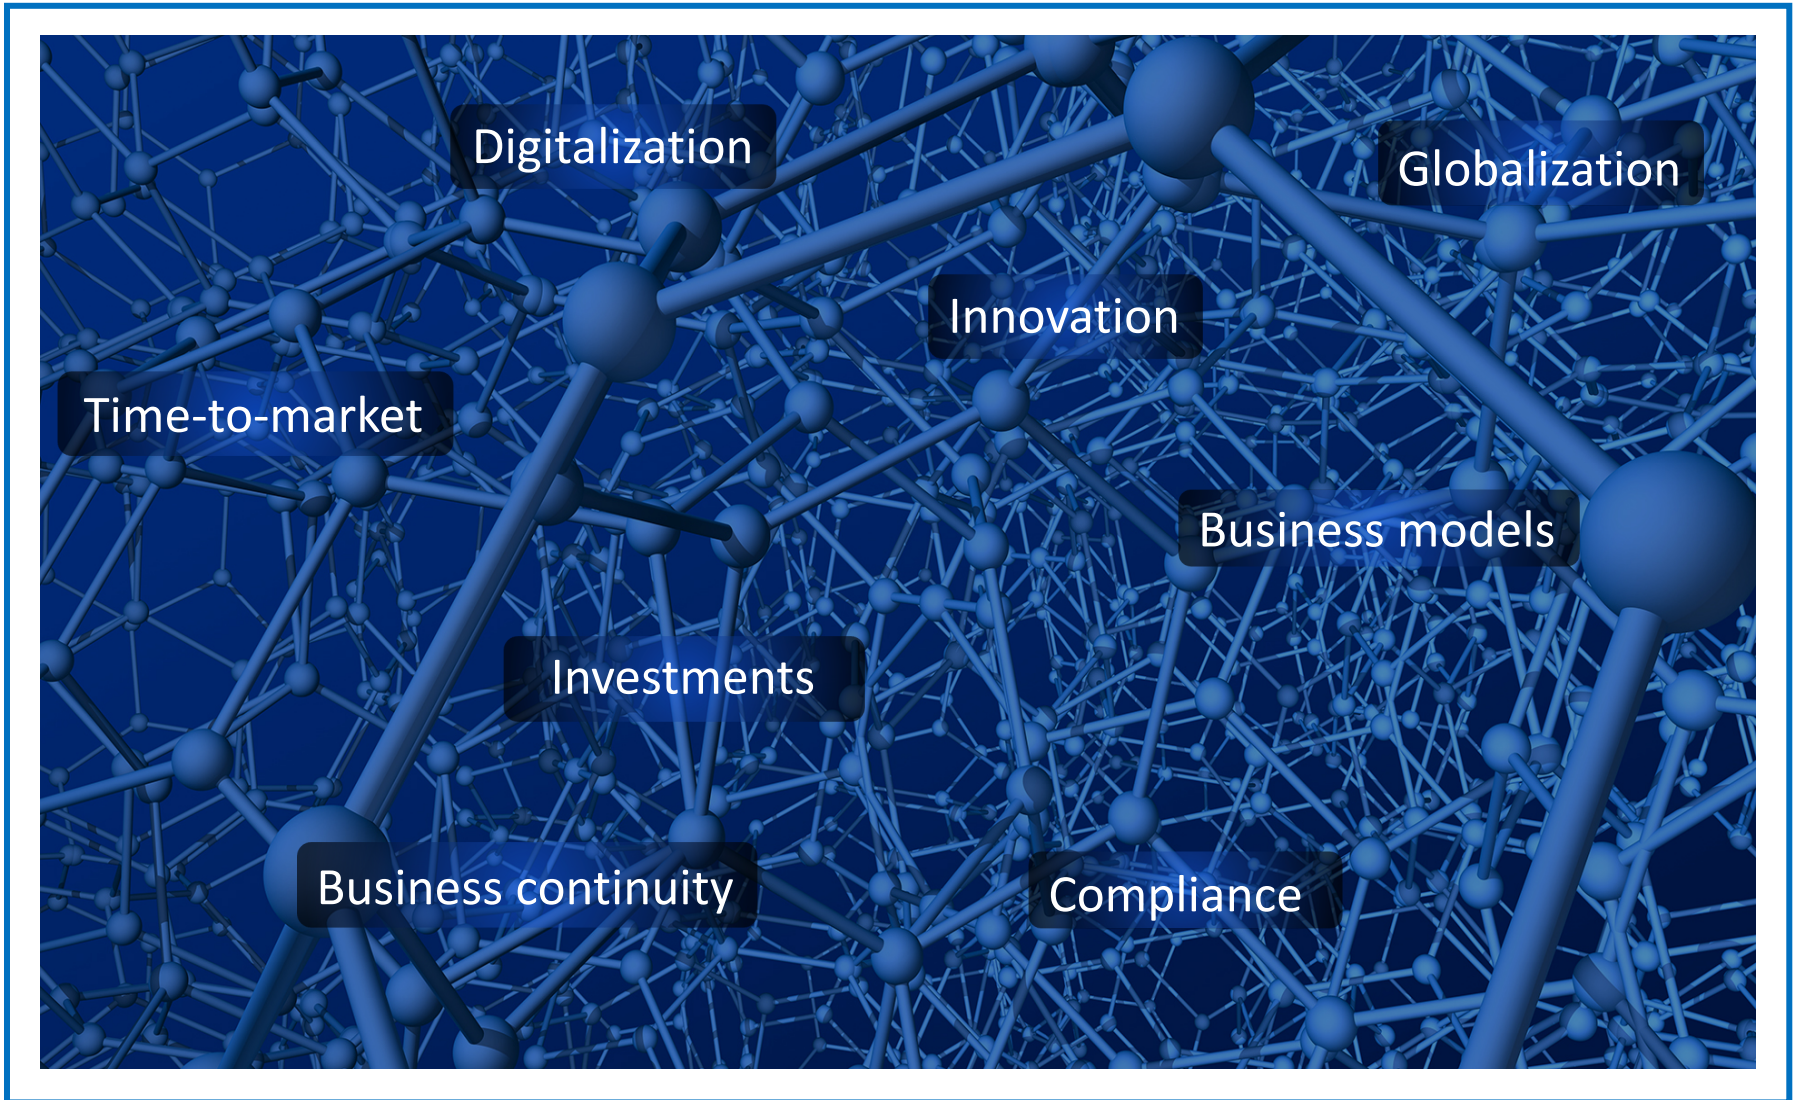 Digitalization
Globalization
Innovation
Time-to-market
Business models
Investments
Business continuity
Compliance